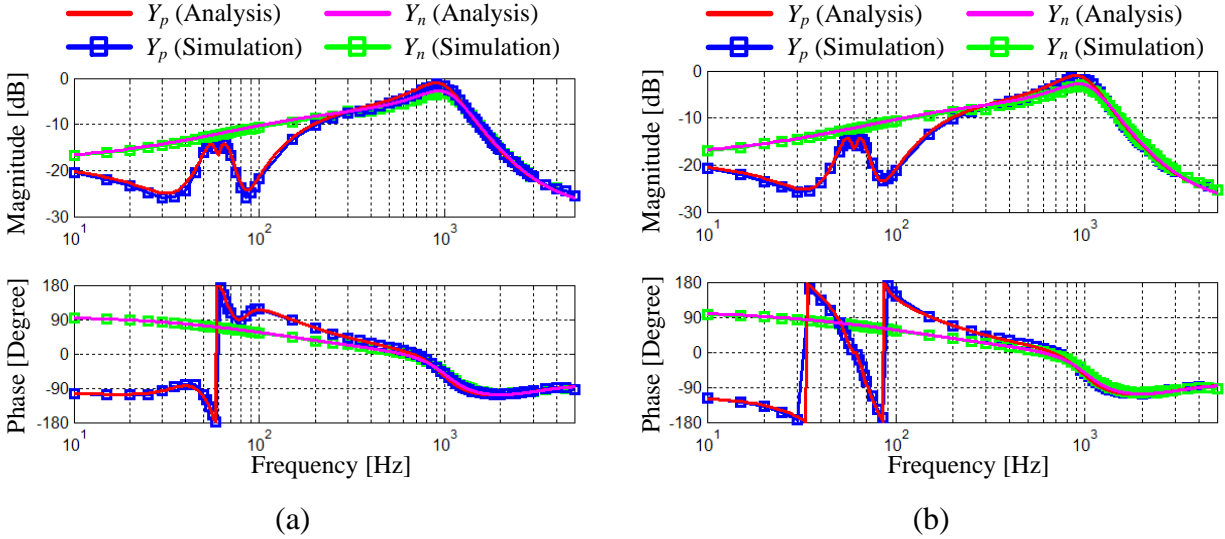 Yp (Analysis) Yn (Analysis)
Yp (Simulation) Yn (Simulation)
Magnitude [dB]
0
-10
-20
-30
10^1 10^2 10^3
Phase [Degree]
180
90
0
-90
-180
10^1 10^2 10^3
Frequency [Hz]
(a)
Yp (Analysis) Yn (Analysis)
Yp (Simulation) Yn (Simulation)
Magnitude [dB]
0
-10
-20
-30
10^1 10^2 10^3
Phase [Degree]
180
90
0
-90
-180
10^1 10^2 10^3
Frequency [Hz]
(b)